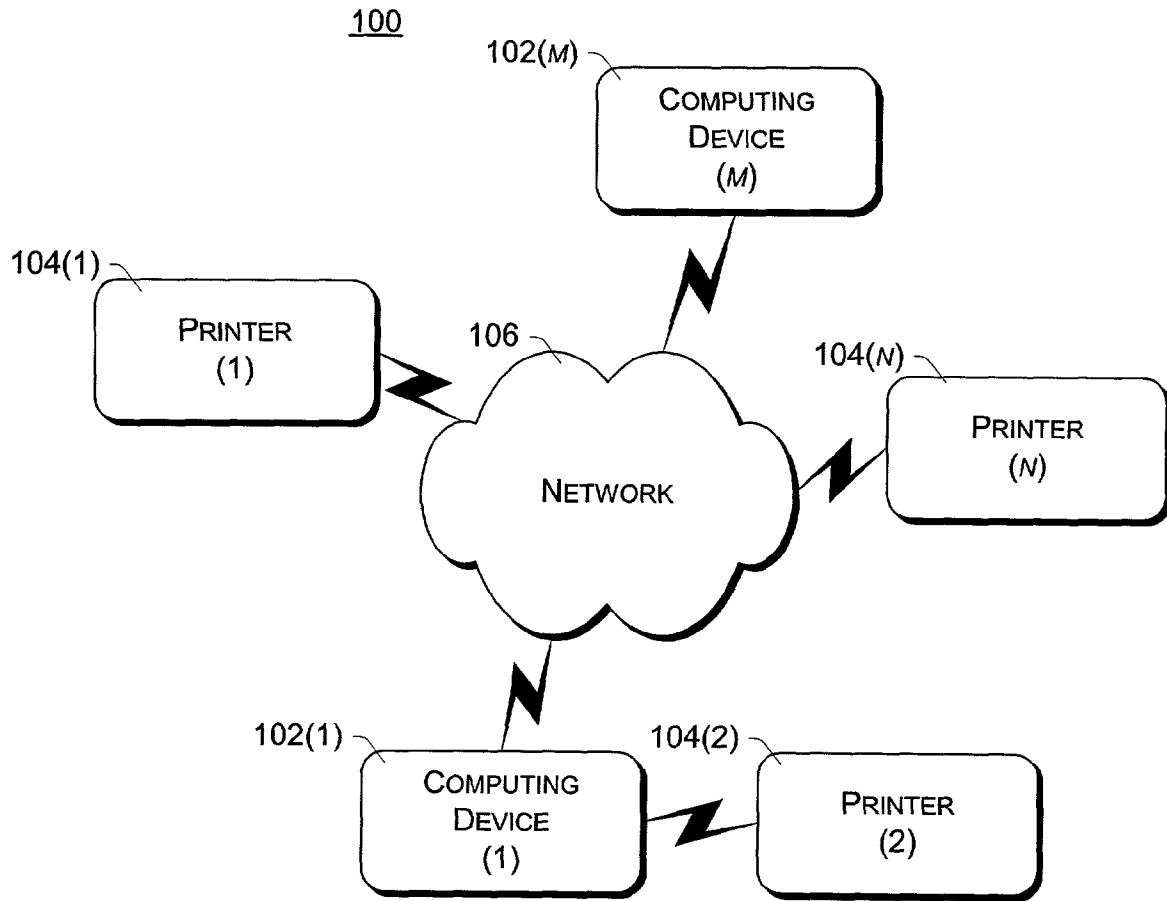 100
102(M)
COMPUTING
DEVICE
(M)
104(1)
PRINTER
(1)
106
104(N)
PRINTER
(N)
NETWORK
102(1)
COMPUTING
DEVICE
(1)
104(2)
PRINTER
(2)